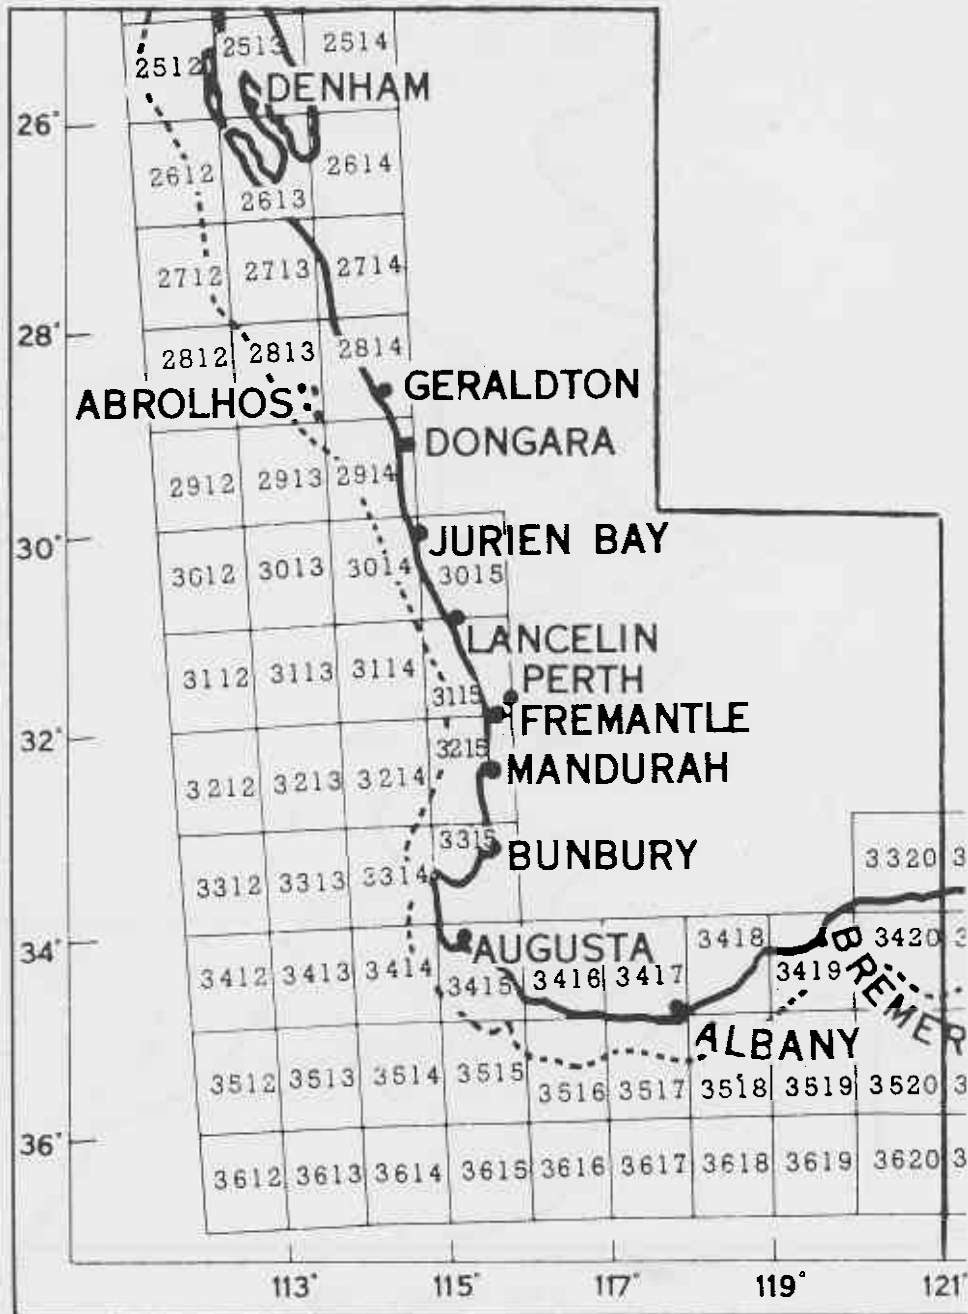 2513 2514
2512
DENHAM
26°
2612 2614
2613
2712 2713 2714
28°
2812 2813 2814
ABROLHOS GERALDTON
DONGARA
2912 2913 2914
30° JURIEN BAY
3012 3013 3014 3015
LANCELIN
3112 3113 3114 PERTH
3115
FREMANTLE
32° 3215
3212 3213 3214 MANDURAH
3315
BUNBURY
3320 3
3312 3313 3314
34° AUGUSTA 3418 BREMER 3420 3
3412 3413 3414 3415 3416 3417 3419
ALBANY
3512 3513 3514 3515 3516 3517 3518 3519 3520 3
36°
3612 3613 3614 3615 3616 3617 3618 3619 3620 3
113° 115° 117° 119° 121°